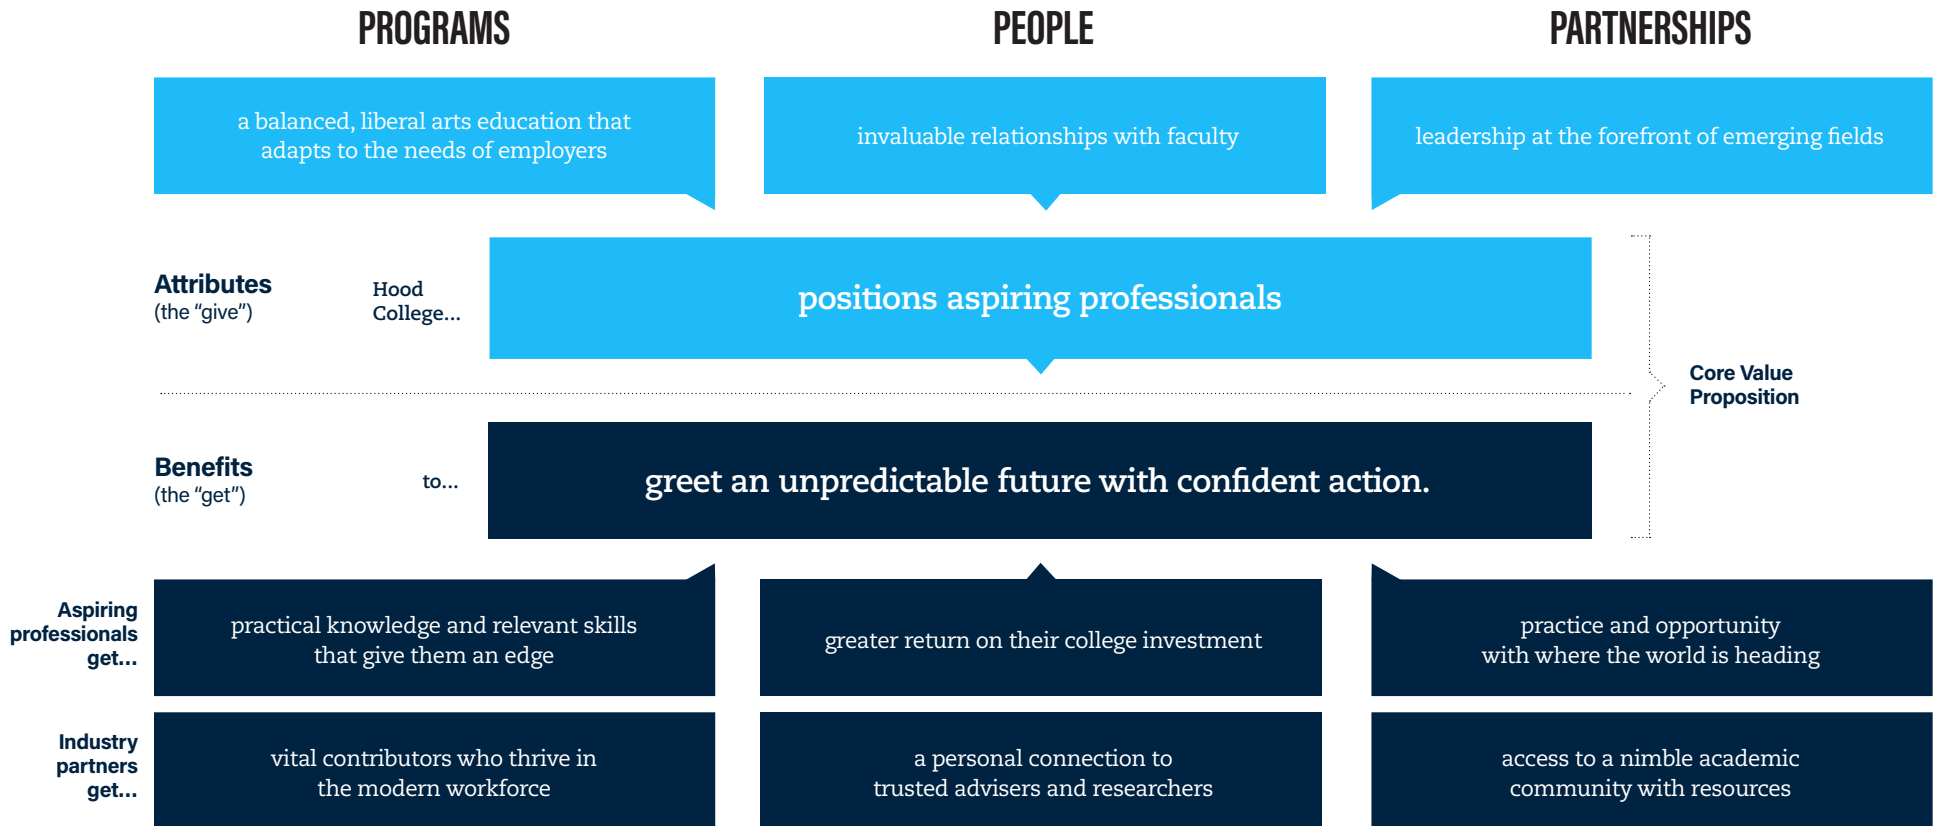 PROGRAMS
PEOPLE
PARTNERSHIPS
a balanced, liberal arts education that
adapts to the needs of employers
invaluable relationships with faculty
leadership at the forefront of emerging fields
Attributes
(the “give”)
Hood
College...
positions aspiring professionals
Core Value
Proposition
Benefits
(the “get”)
to...
greet an unpredictable future with confident action.
Aspiring
professionals
get...
practical knowledge and relevant skills
that give them an edge
greater return on their college investment
practice and opportunity
with where the world is heading
Industry
partners
get...
vital contributors who thrive in
the modern workforce
a personal connection to
trusted advisers and researchers
access to a nimble academic
community with resources